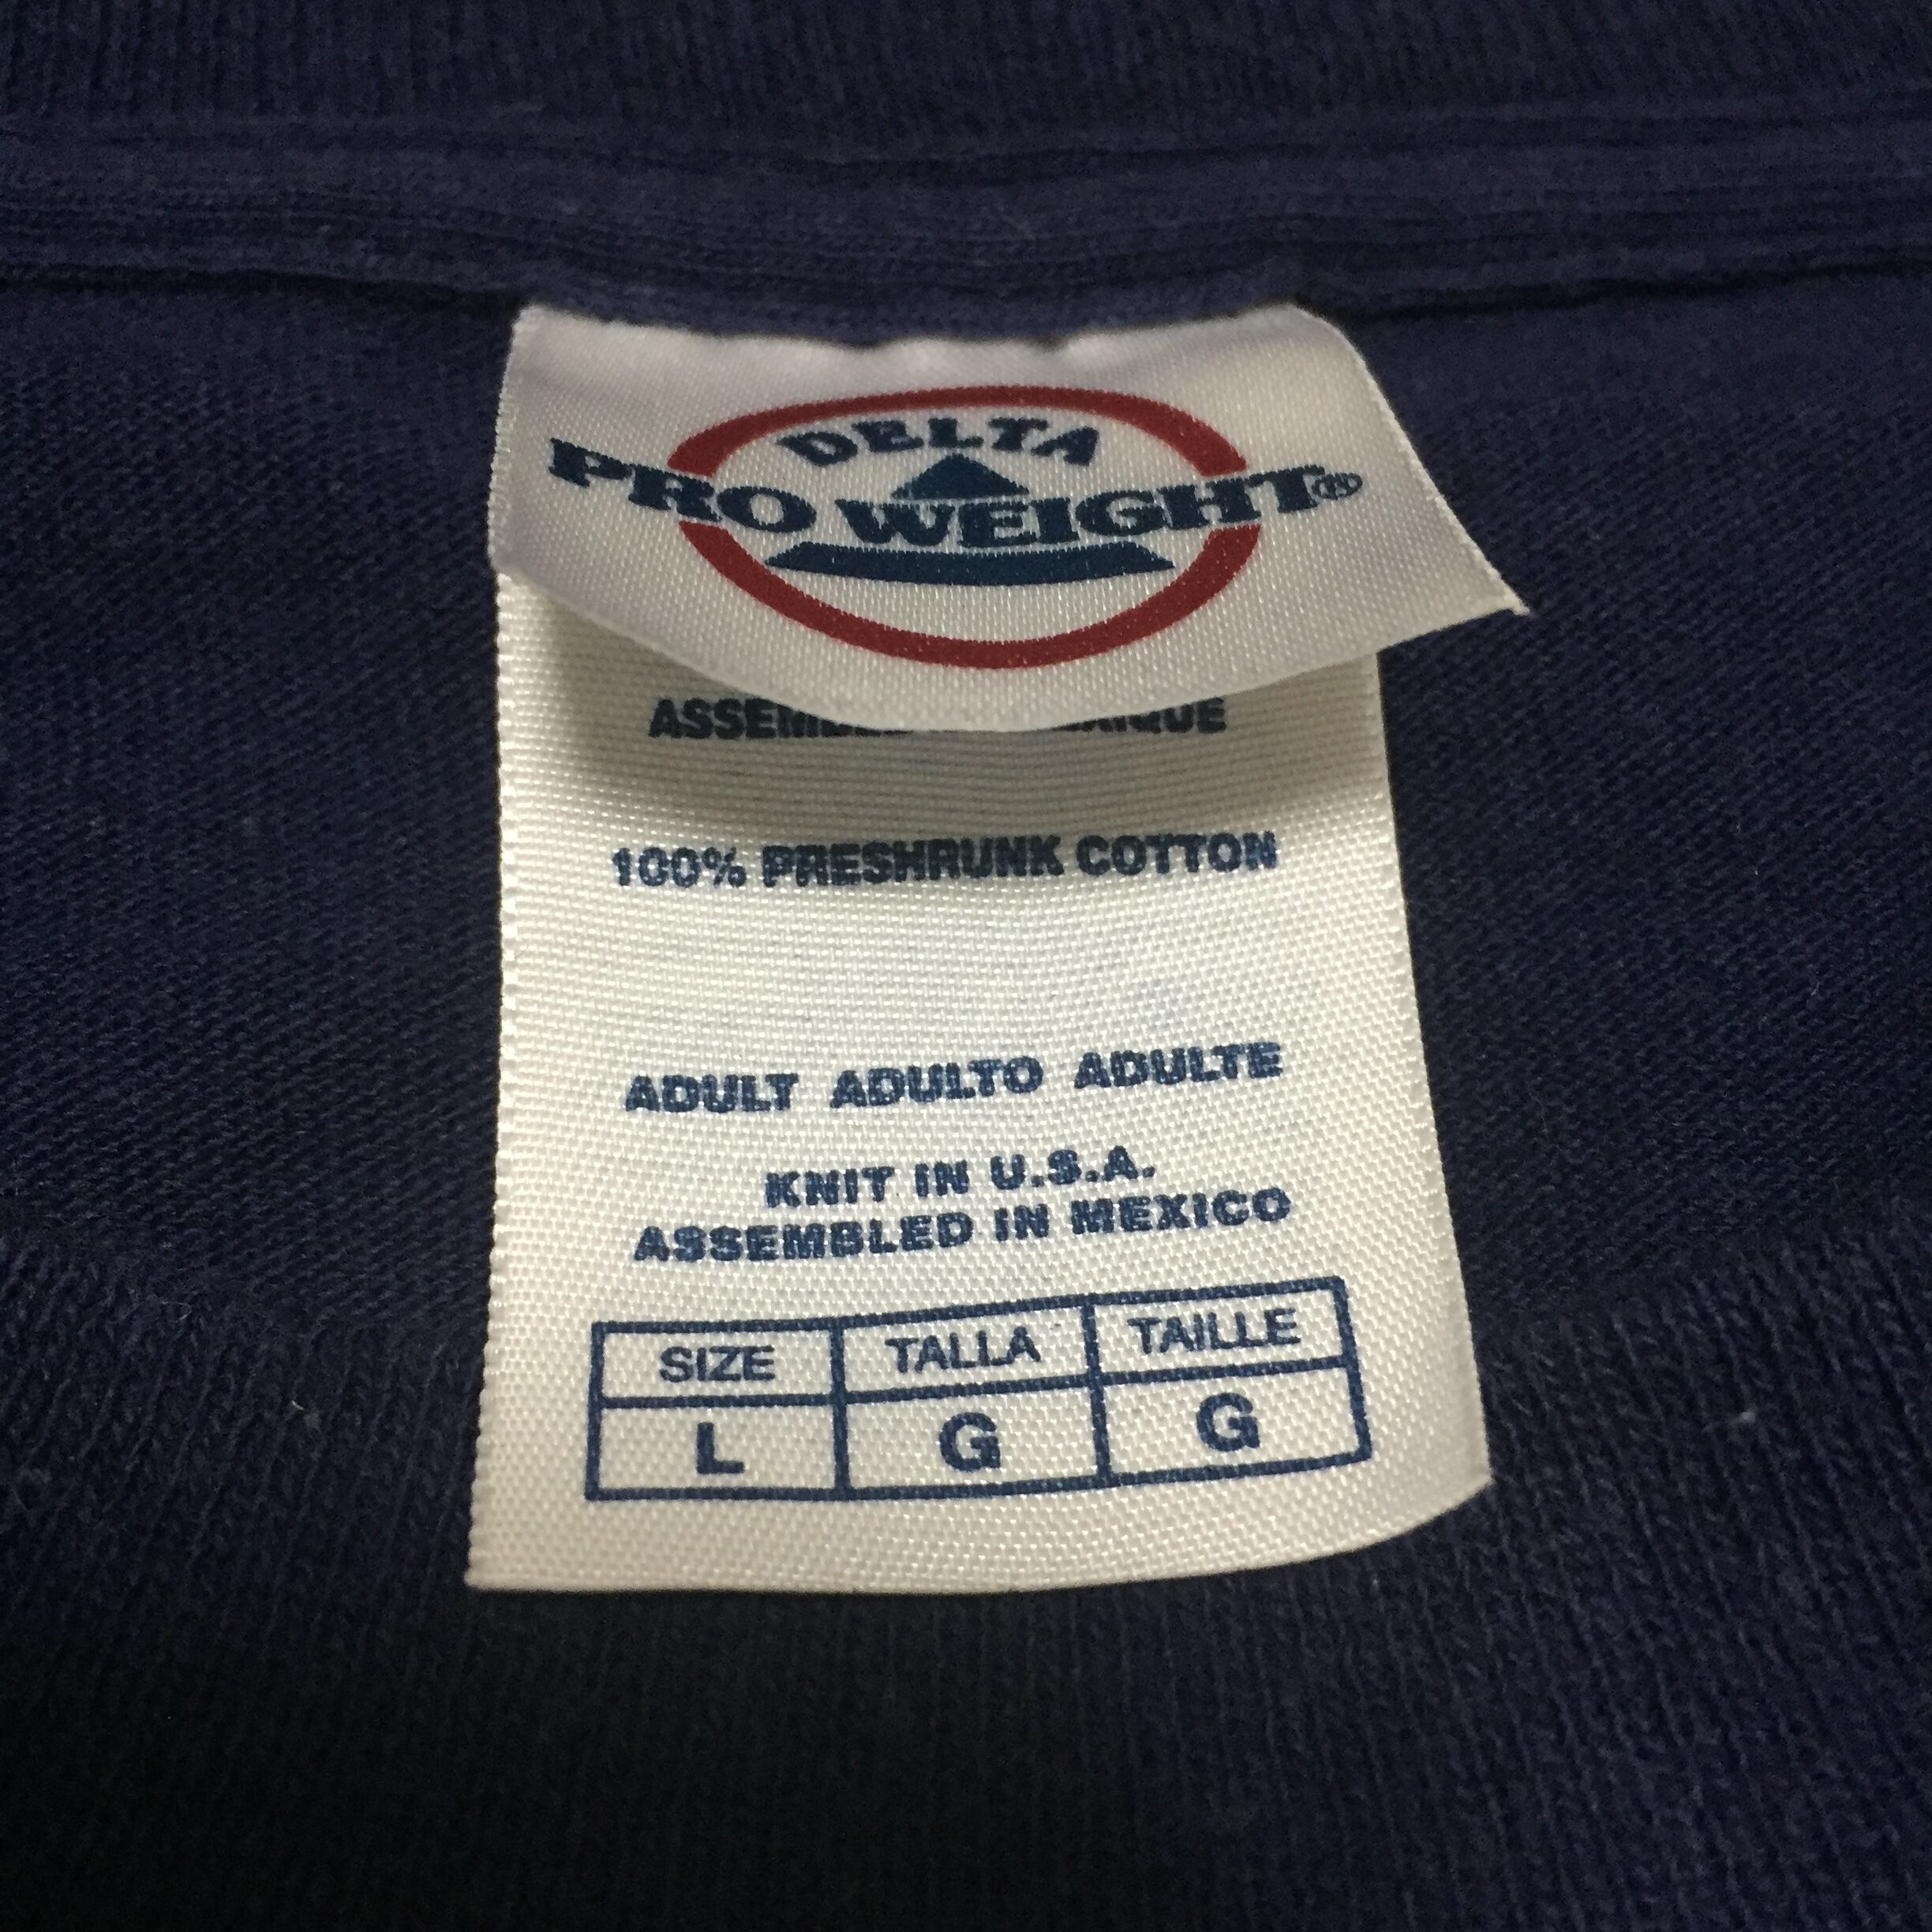 DELTA
PRO WEIGHT®
100% PRESHRUNK COTTON
ADULT ADULTO ADULTE
KNIT IN U.S.A.
ASSEMBLED IN MEXICO
SIZE TALLA TAILLE
L G G